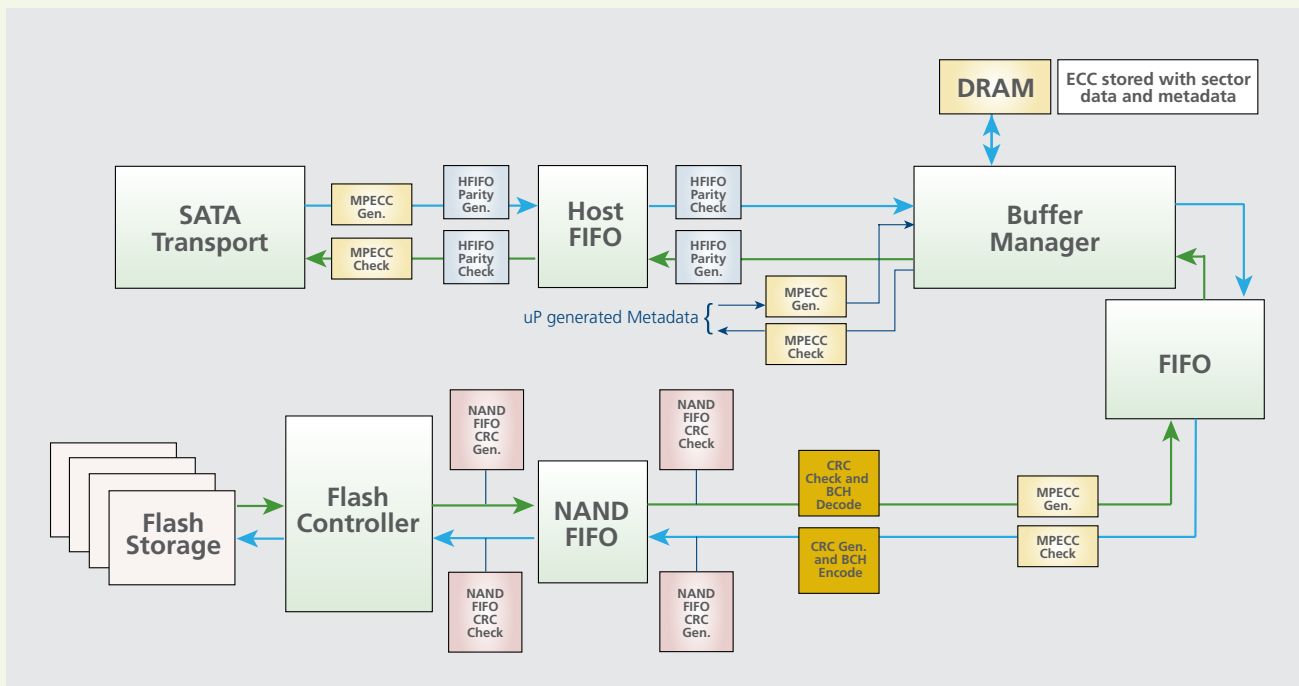 DRAM
ECC stored with sector
data and metadata
SATA
Transport
MPECC
Gen.
HFIFO
Parity
Gen.
Host
FIFO
HFIFO
Parity
Check
Buffer
Manager
MPECC
Check
HFIFO
Parity
Check
HFIFO
Parity
Gen.
uP generated Metadata {
MPECC
Gen.
MPECC
Check
FIFO
NAND
FIFO
CRC
Gen.
NAND
FIFO
CRC
Check
Flash
Storage
Flash
Controller
NAND
FIFO
CRC
Check and
BCH
Decode
MPECC
Gen.
CRC Gen.
and BCH
Encode
MPECC
Check
NAND
FIFO
CRC
Check
NAND
FIFO
CRC
Gen.